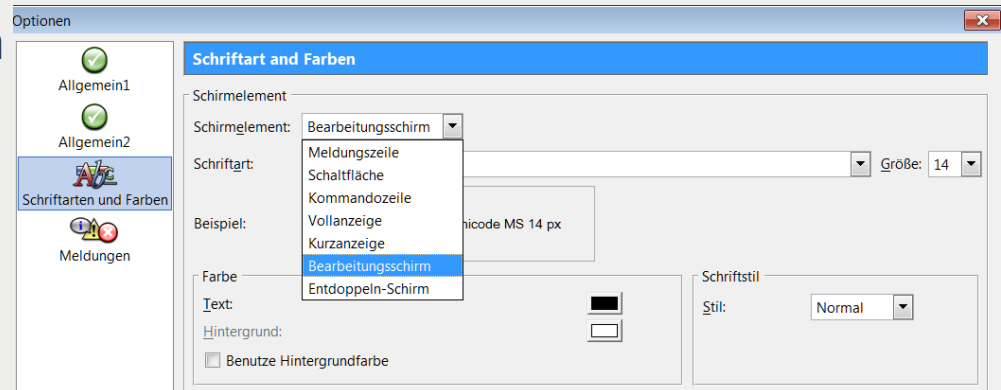 Optionen
Allgemein1
Allgemein2
Schriftarten und Farben
Meldungen
Schriftart and Farben
Schirmelement
Schirmelement: Bearbeitungsschirm
Meldungszeile
Schaltfläche
Kommandozeile
Vollanzeige
Kurzanzeige
Bearbeitungsschirm
Entdoppeln-Schirm
Schriftart: Größe: 14
Beispiel: nicode MS 14 px
Farbe
Text:
Hintergrund:
Benutze Hintergrundfarbe
Schriftstil
Stil: Normal